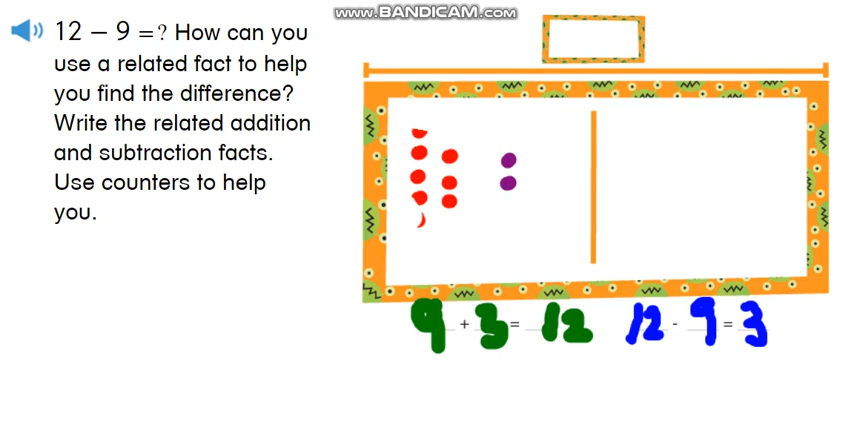 www.BANDICAM.com
12 – 9 = ? How can you
use a related fact to help
you find the difference?
Write the related addition
and subtraction facts.
Use counters to help
you.
9 + 3 = 12 12 - 9 = 3